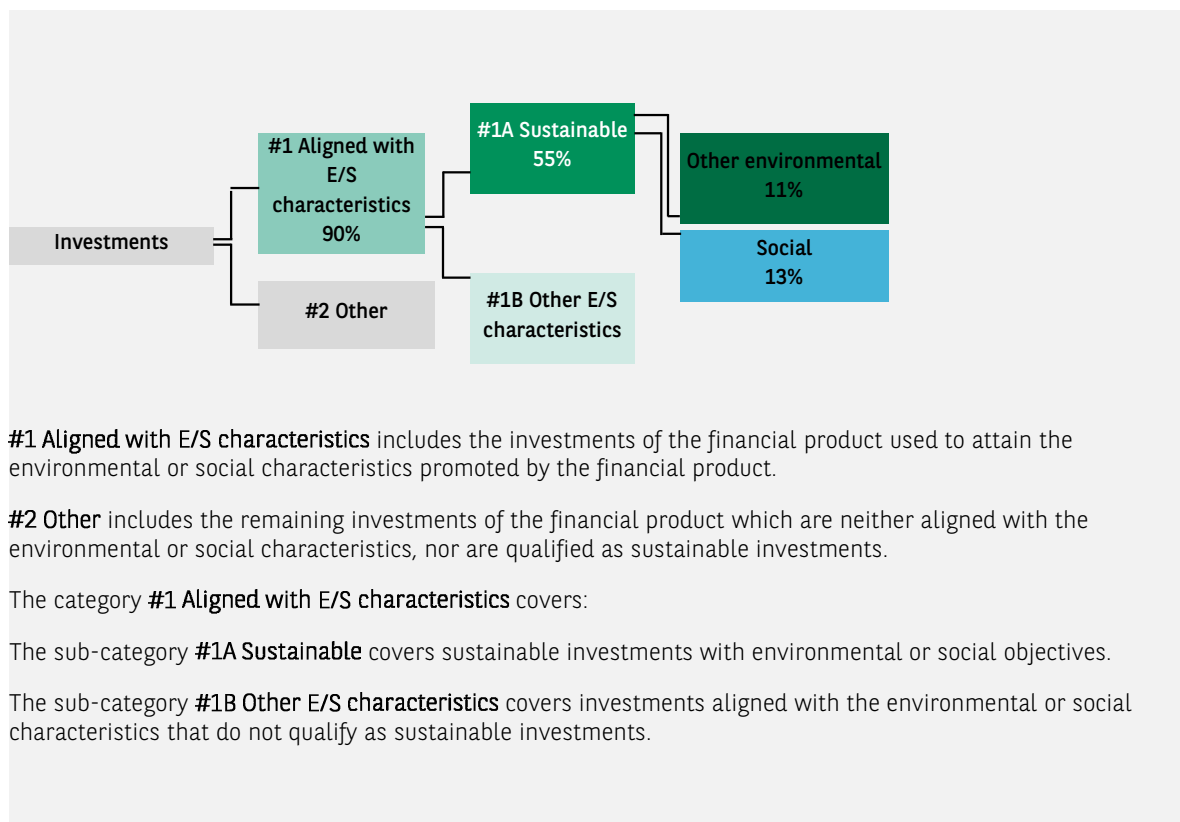 #1A Sustainable
55%
#1 Aligned with
E/S
characteristics
90%
Other environmental
11%
Investments
Social
13%
#2 Other
#1B Other E/S
characteristics
#1 Aligned with E/S characteristics includes the investments of the financial product used to attain the
environmental or social characteristics promoted by the financial product.
#2 Other includes the remaining investments of the financial product which are neither aligned with the
environmental or social characteristics, nor are qualified as sustainable investments.
The category #1 Aligned with E/S characteristics covers:
The sub-category #1A Sustainable covers sustainable investments with environmental or social objectives.
The sub-category #1B Other E/S characteristics covers investments aligned with the environmental or social
characteristics that do not qualify as sustainable investments.